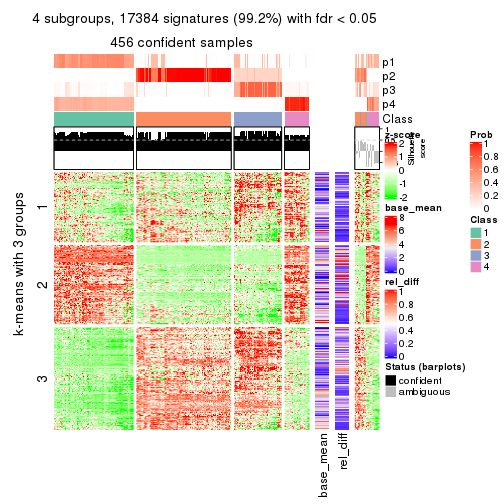 4 subgroups, 17384 signatures (99.2%) with fdr < 0.05
456 confident samples
p1
p2
p3
p4
Class
1
Silhouette
score
z-score
2
1
0
-1
-2
base_mean
8
6
4
2
0
rel_diff
1
0.8
0.6
0.4
0.2
0
Status (barplots)
confident
ambiguous
Prob
1
0.8
0.6
0.4
0.2
0
Class
1
2
3
4
k-means with 3 groups
1
2
3
base_mean
rel_diff